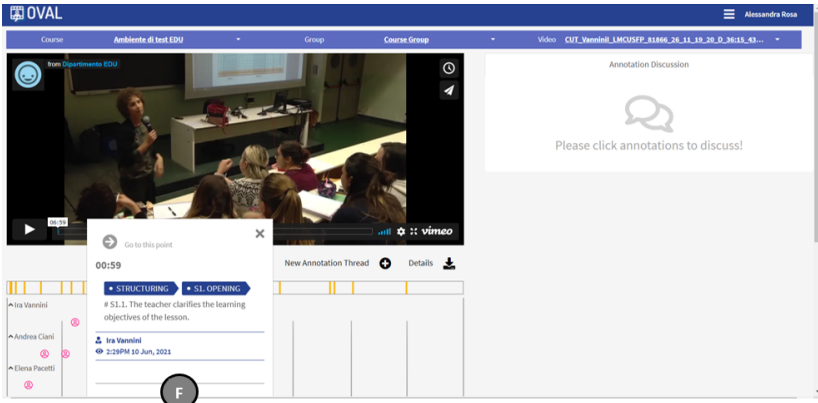 OVAL
Alessandra Rosa
Course Ambiente di test EDU Group Course Group Video CUT_VanniniI_LMCUSFP_81866_26_11_19_20_D_36:15_43...
from Dipartimento EDU
Annotation Discussion
Please click annotations to discuss!
06:59
vimeo
Go to this point
00:59
New Annotation Thread Details
• STRUCTURING • S1. OPENING
# S1.1. The teacher clarifies the learning
objectives of the lesson.
Ira Vannini
2:29PM 10 Jun, 2021
Ira Vannini
Andrea Ciani
Elena Pacetti
F